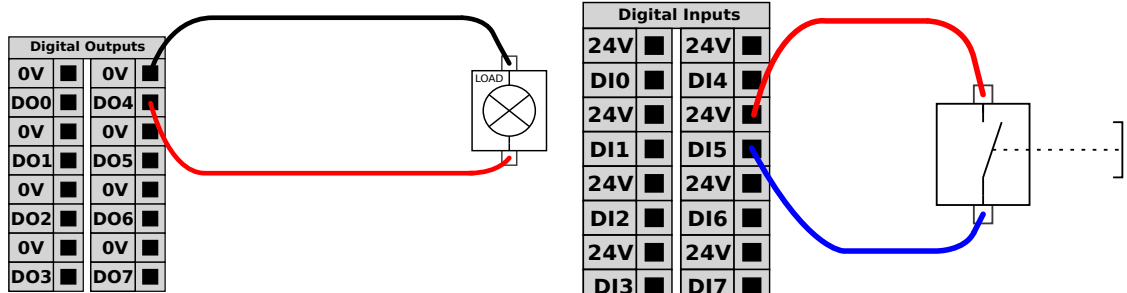 Digital Outputs
0V 0V
DO0 DO4
0V 0V
DO1 DO5
0V 0V
DO2 DO6
0V 0V
DO3 DO7
LOAD
Digital Inputs
24V 24V
DI0 DI4
24V 24V
DI1 DI5
24V 24V
DI2 DI6
24V 24V
DI3 DI7